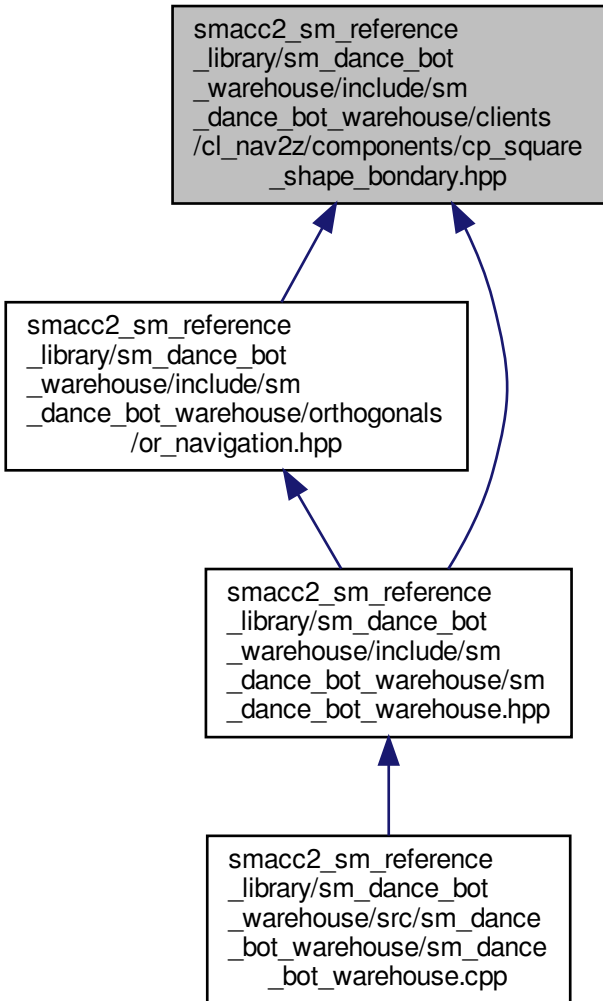 smacc2_sm_reference
_library/sm_dance_bot
_warehouse/include/sm
_dance_bot_warehouse/clients
/cl_nav2z/components/cp_square
_shape_bondary.hpp
smacc2_sm_reference
_library/sm_dance_bot
_warehouse/include/sm
_dance_bot_warehouse/orthogonals
/or_navigation.hpp
smacc2_sm_reference
_library/sm_dance_bot
_warehouse/include/sm
_dance_bot_warehouse/sm
_dance_bot_warehouse.hpp
smacc2_sm_reference
_library/sm_dance_bot
_warehouse/src/sm_dance
_bot_warehouse/sm_dance
_bot_warehouse.cpp